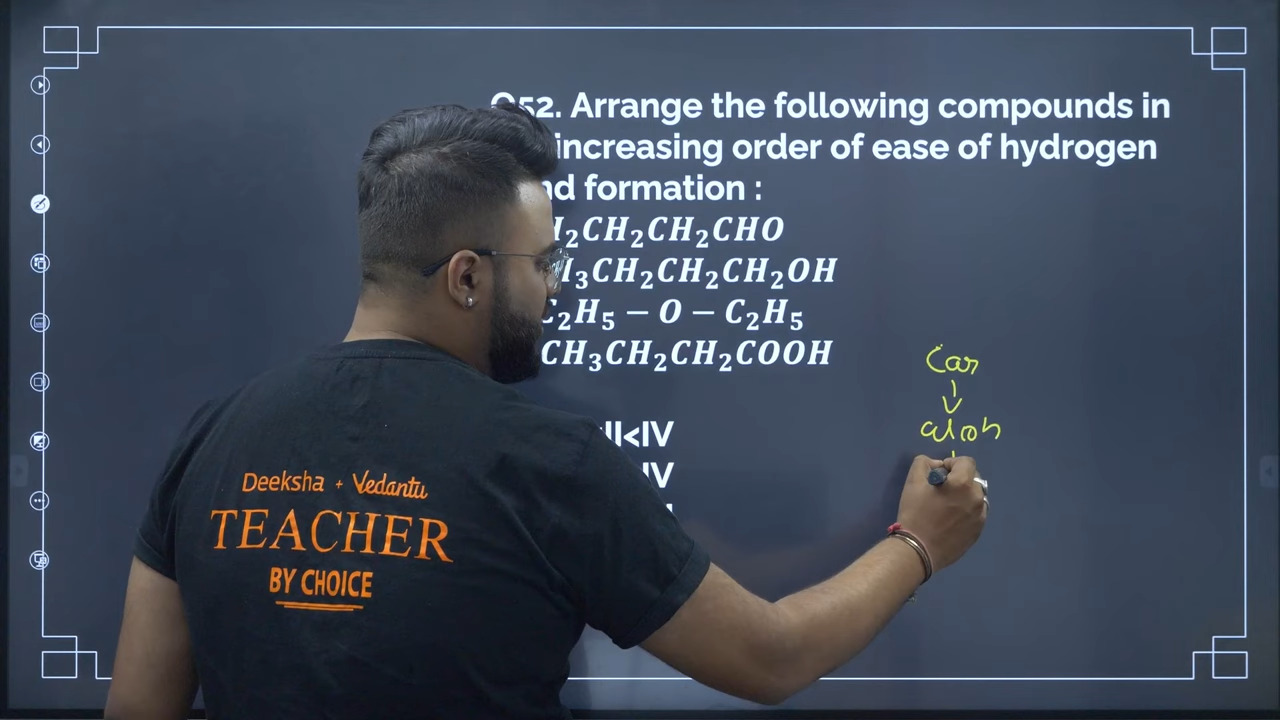 Q52. Arrange the following compounds in
increasing order of ease of hydrogen
formation :
H₂CH₂CH₂CHO
H₃CH₂CH₂CH₂OH
C₂H₅ – O – C₂H₅
CH₃CH₂CH₂COOH
Car
Alcoh
II<IV
IV
Deeksha + Vedantu
TEACHER
BY CHOICE